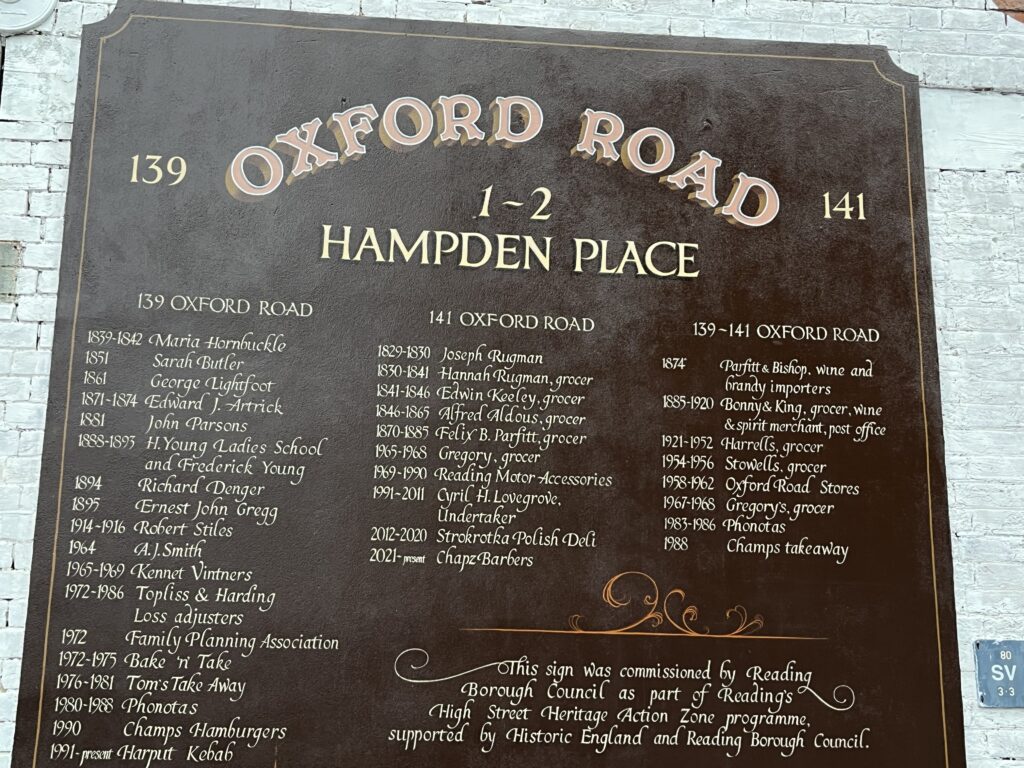 OXFORD ROAD
139
141
1~2
HAMPDEN PLACE
139 OXFORD ROAD
1839-1842 Maria Hornbuckle
1851 Sarah Butler
1861 George Lightfoot
1871-1874 Edward J. Artrick
1881 John Parsons
1888-1893 H. Young Ladies School
and Frederick Young
1894 Richard Denger
1895 Ernest John Gregg
1914-1916 Robert Stiles
1964 A.J. Smith
1965-1969 Kennet Vintners
1972-1986 Topliss & Harding
Loss adjusters
1972 Family Planning Association
1972-1975 Bake 'n' Take
1976-1981 Tom's Take Away
1980-1988 Phonotas
1990 Champs Hamburgers
1991-present Harput Kebab
141 OXFORD ROAD
1829-1830 Joseph Rugman
1830-1841 Hannah Rugman, grocer
1841-1846 Edwin Keeley, grocer
1846-1865 Alfred Aldous, grocer
1870-1885 Felix B. Parfitt, grocer
1965-1968 Gregory, grocer
1969-1990 Reading Motor Accessories
1991-2011 Cyril H. Lovegrove,
Undertaker
2012-2020 Strokrotka Polish Deli
2021-present Chapz Barbers
139~141 OXFORD ROAD
1874 Parfitt & Bishop, wine and
brandy importers
1885-1920 Bonny & King, grocer, wine
& spirit merchant, post office
1921-1952 Harrells, grocer
1954-1956 Stowells, grocer
1958-1962 Oxford Road Stores
1967-1968 Gregory's, grocer
1983-1986 Phonotas
1988 Champs takeaway
This sign was commissioned by Reading
Borough Council as part of Reading's
High Street Heritage Action Zone programme,
supported by Historic England and Reading Borough Council.
80
SV
3·3